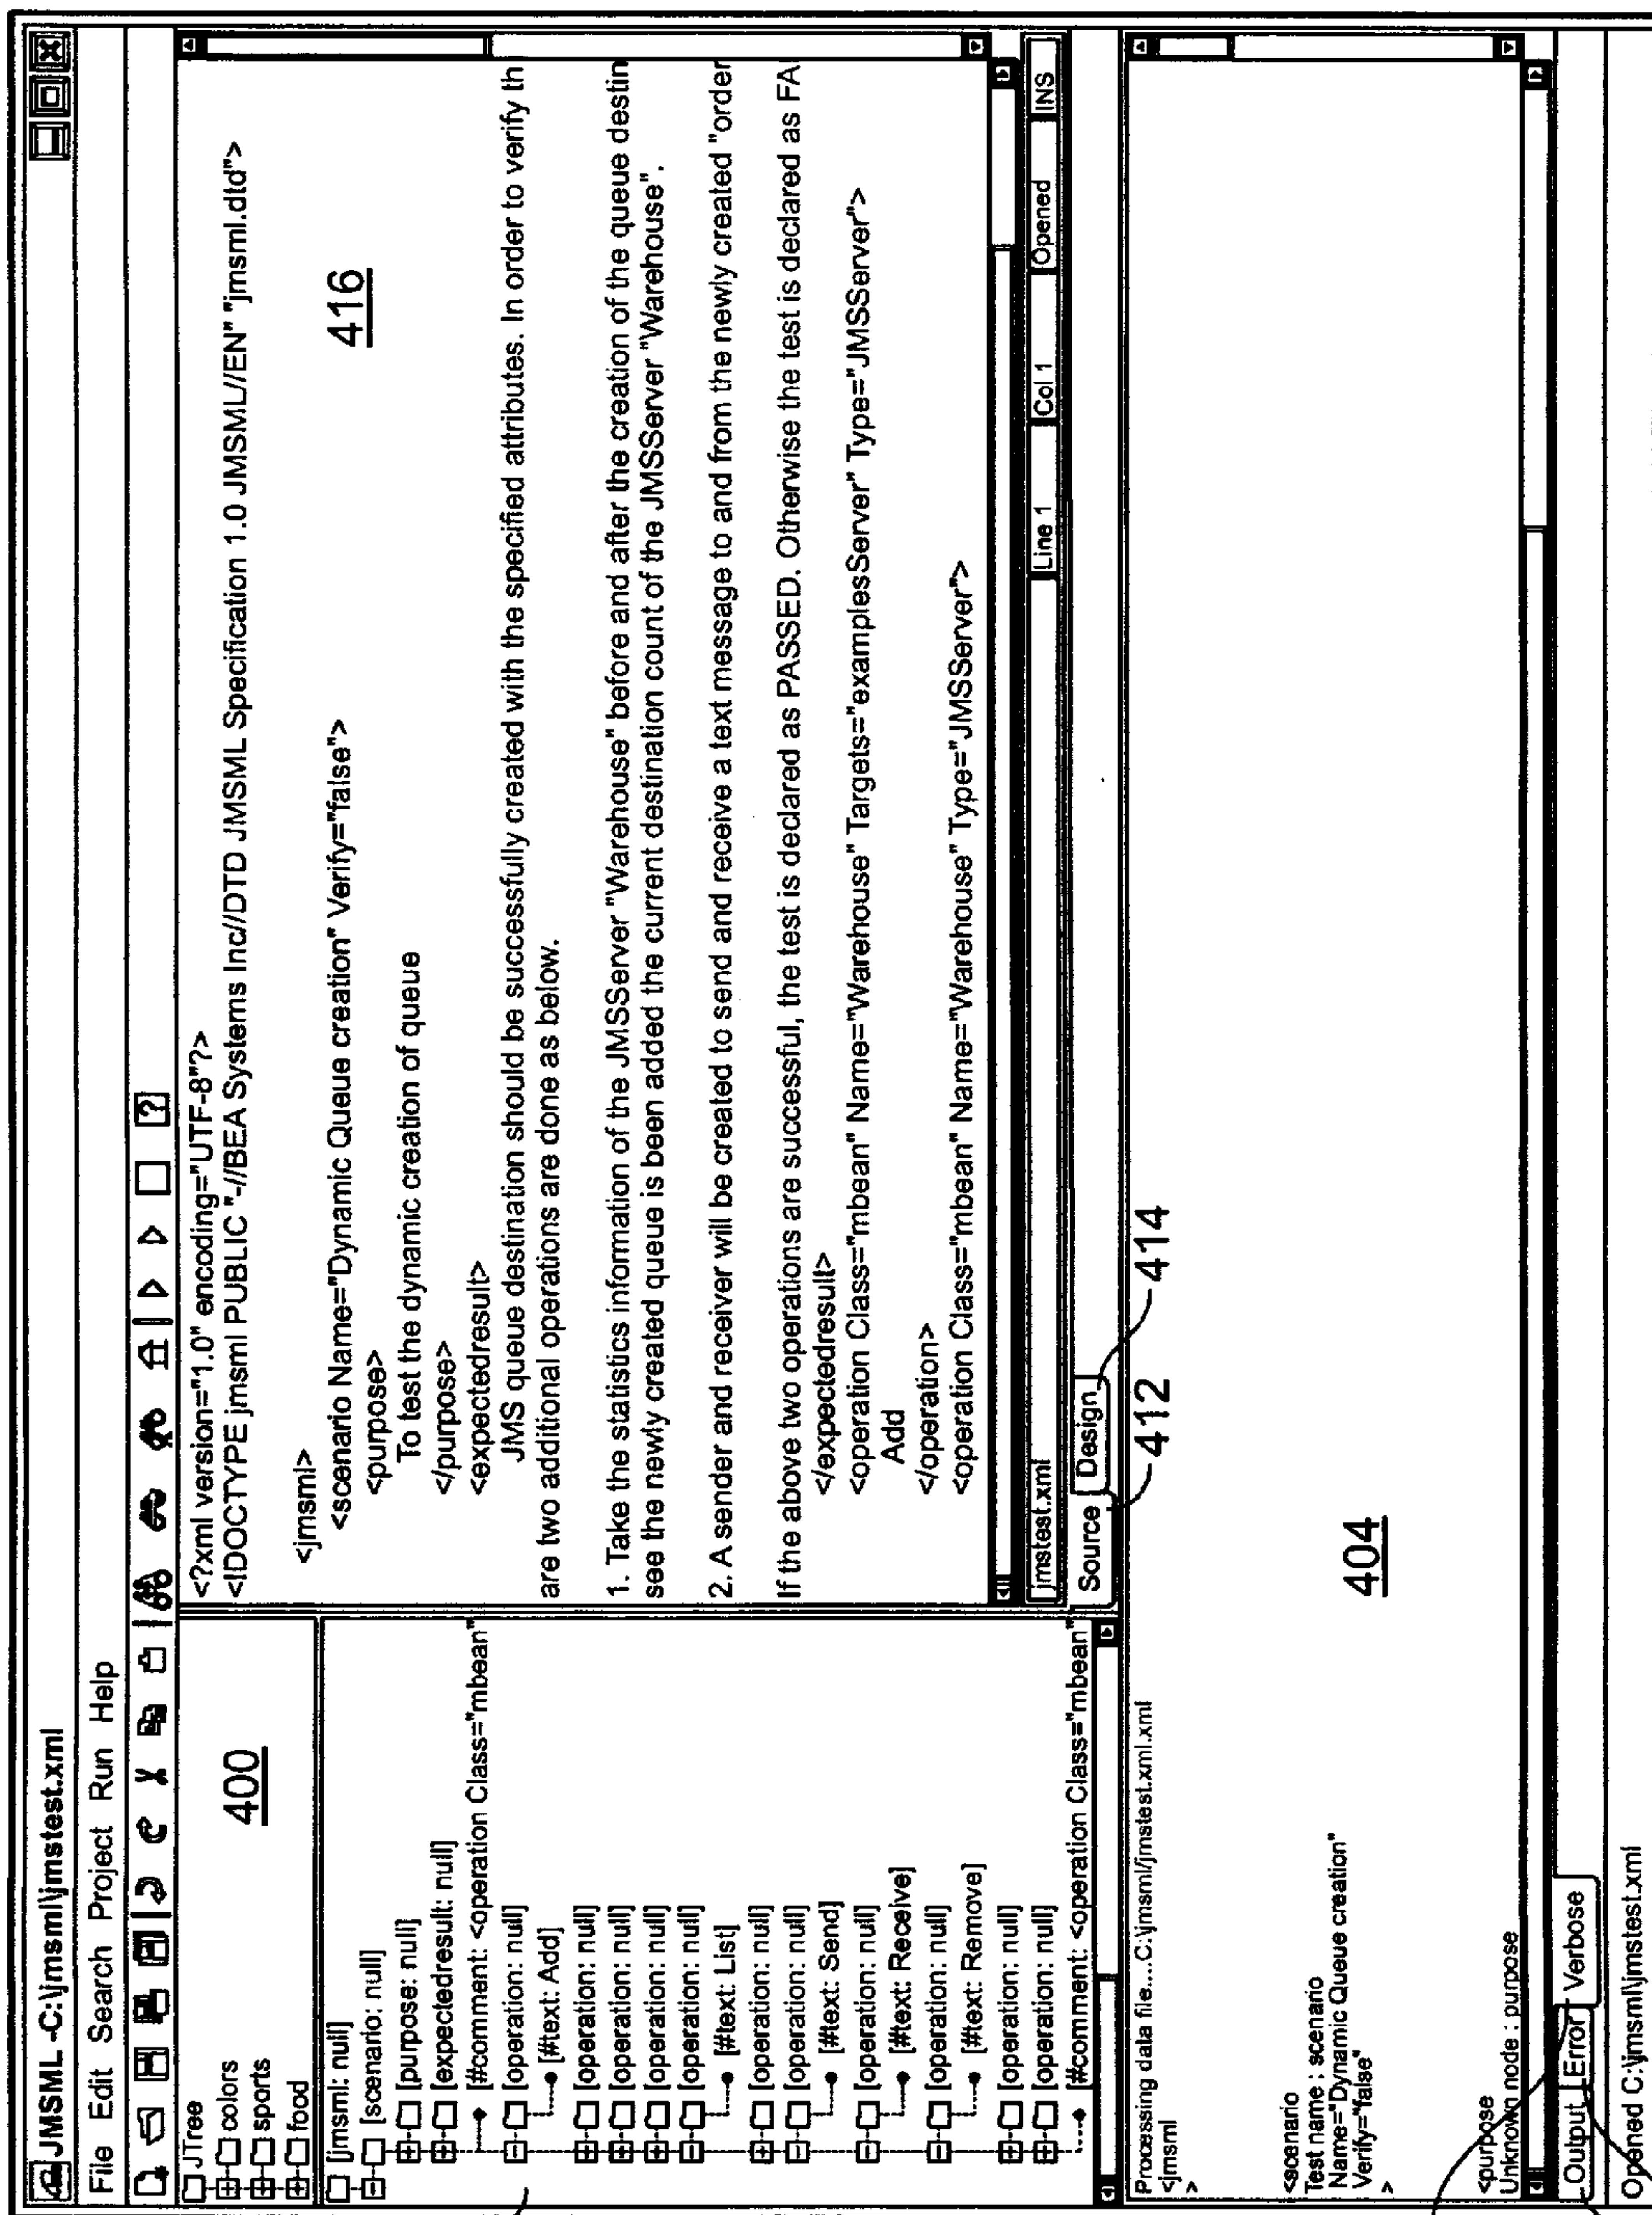 JMSML -C:\jmsml\jmstest.xml
File Edit Search Project Run Help
?
JTree
colors
sports
food
400
[jmsml: null]
[scenario: null]
[purpose: null]
[expectedresult: null]
[#comment: <operation Class="mbean"
[operation: null]
[#text: Add]
[operation: null]
[operation: null]
[operation: null]
[operation: null]
[#text: List]
[operation: null]
[operation: null]
[#text: Send]
[operation: null]
[#text: Receive]
[operation: null]
[#text: Remove]
[operation: null]
[operation: null]
[#comment: <operation Class="mbean"
<?xml version="1.0" encoding="UTF-8"?>
<!DOCTYPE jmsml PUBLIC "-//BEA Systems Inc//DTD JMSML Specification 1.0 JMSML//EN" "jmsml.dtd">
<jmsml>
416
<scenario Name="Dynamic Queue creation" Verify="false">
<purpose>
To test the dynamic creation of queue
</purpose>
<expectedresult>
JMS queue destination should be successfully created with the specified attributes. In order to verify thi
are two additional operations are done as below.
1. Take the statistics information of the JMSServer "Warehouse" before and after the creation of the queue destin
see the newly created queue is been added the current destination count of the JMSServer "Warehouse".
2. A sender and receiver will be created to send and receive a text message to and from the newly created "order
If the above two operations are successful, the test is declared as PASSED. Otherwise the test is declared as FA
</expectedresult>
<operation Class="mbean" Name="Warehouse" Targets="examplesServer" Type="JMSServer">
Add
</operation>
<operation Class="mbean" Name="Warehouse" Type="JMSServer">
jmstest.xml Line 1 Col 1 Opened INS
Source Design
412 414
Processing data file....C:\jmsml/jmstest.xml.xml
<jmsml
>
404
<scenario
Test name : scenario
Name="Dynamic Queue creation"
Verify="false"
>
<purpose
Unknown node : purpose
Output Error Verbose
Opened C:\jmsml\jmstest.xml